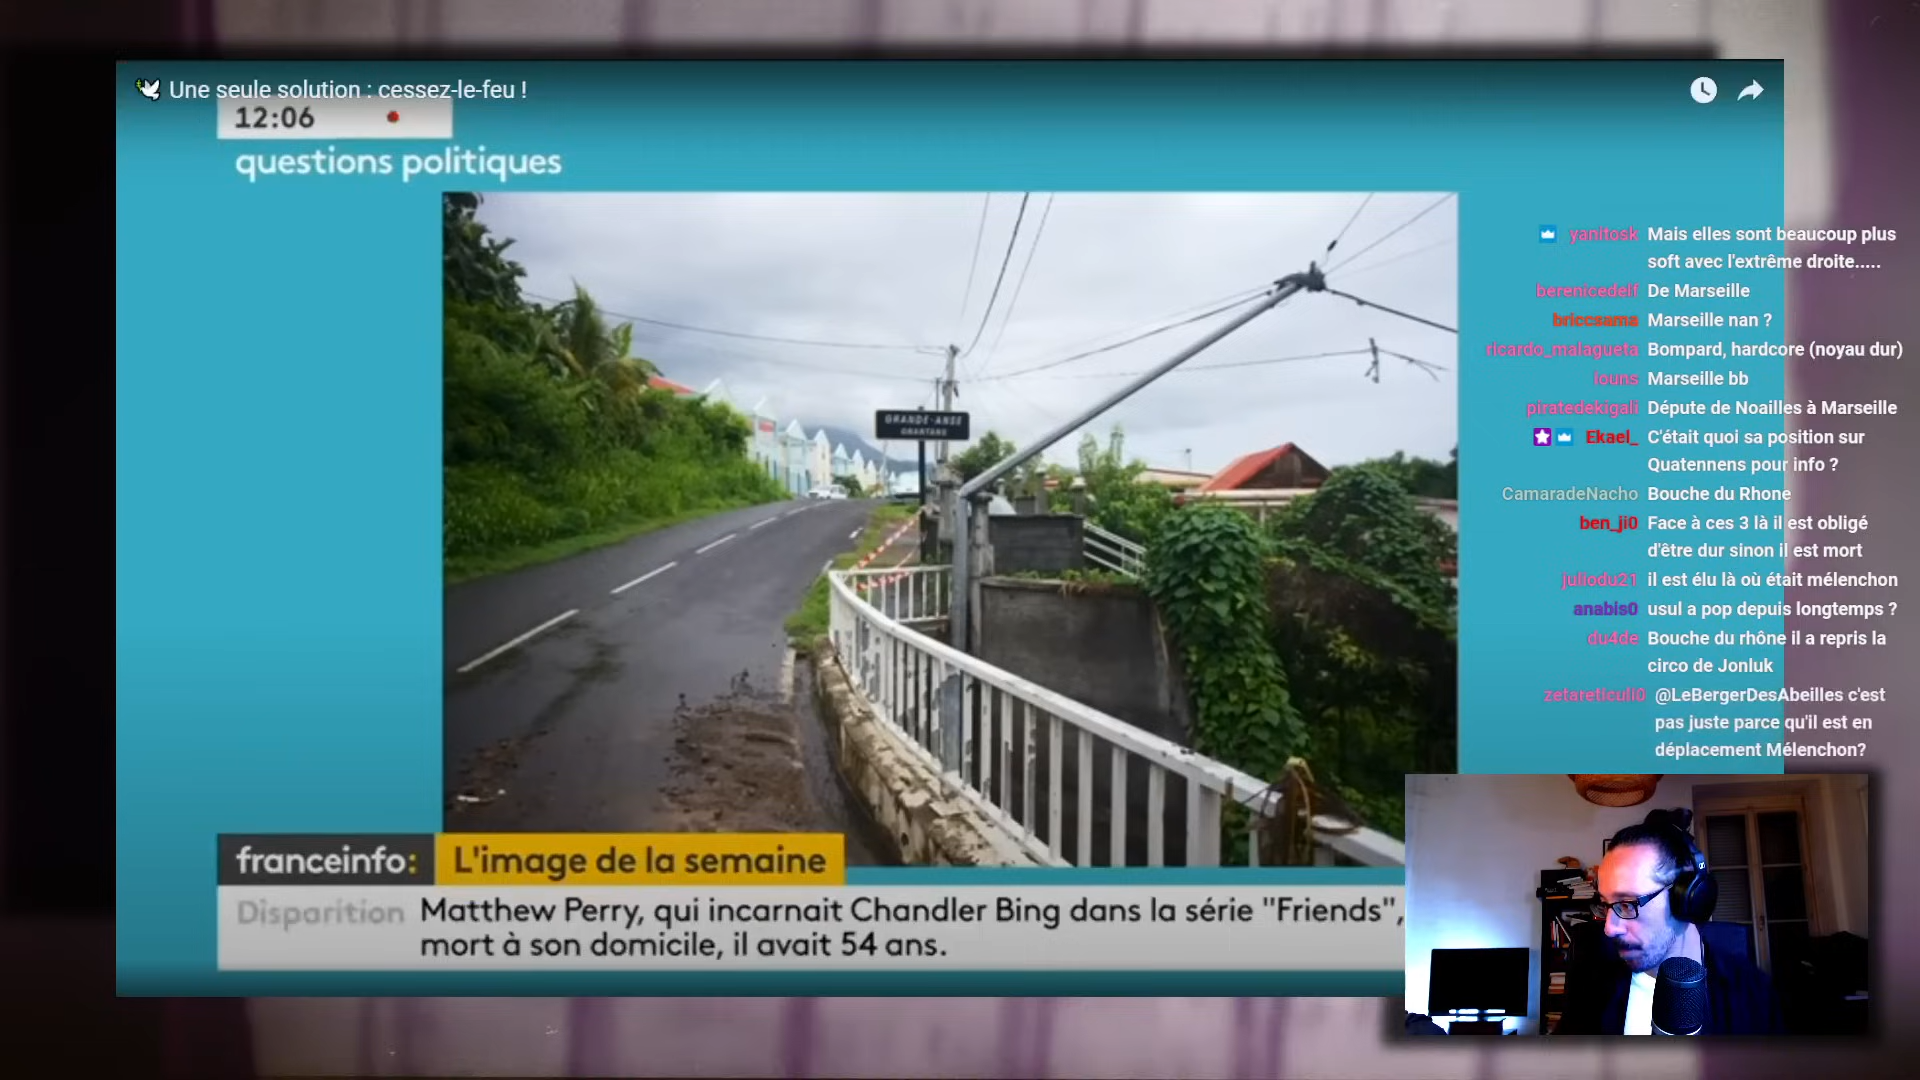 Une seule solution : cessez-le-feu !
12:06
questions politiques
GRANDE-ANSE
franceinfo:
L'image de la semaine
Disparition
Matthew Perry, qui incarnait Chandler Bing dans la série "Friends",
mort à son domicile, il avait 54 ans.
yanitosk Mais elles sont beaucoup plus
soft avec l'extrême droite.....
berenicedelf De Marseille
briccsama Marseille nan ?
ricardo_malagueta Bompard, hardcore (noyau dur)
louns Marseille bb
piratedekigali Députe de Noailles à Marseille
Ekael_ C'était quoi sa position sur
Quatennens pour info ?
CamaradeNacho Bouche du Rhone
ben_ji0 Face à ces 3 là il est obligé
d'être dur sinon il est mort
juliodu21 il est élu là où était mélenchon
anabis0 usul a pop depuis longtemps ?
du4de Bouche du rhône il a repris la
circo de Jonluk
zetareticuli0 @LeBergerDesAbeilles c'est
pas juste parce qu'il est en
déplacement Mélenchon?